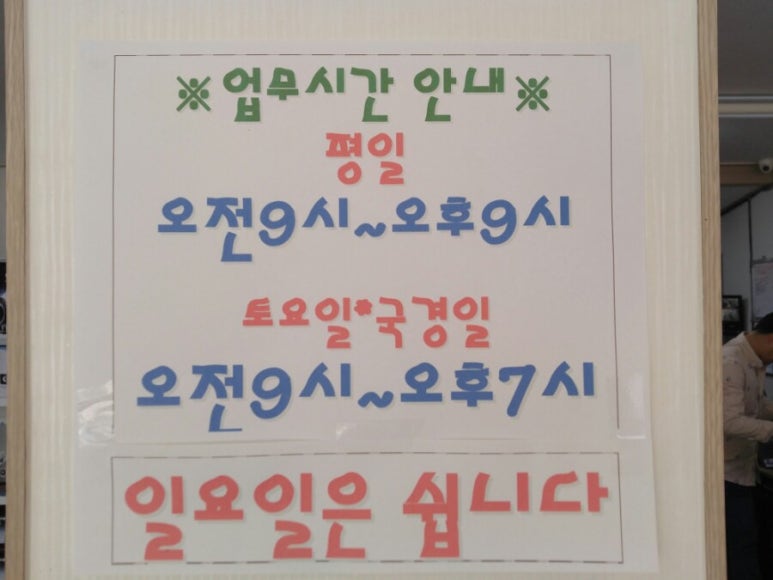 ※업무시간 안내※
평일
오전9시~오후9시
토요일*국경일
오전9시~오후7시
일요일은 쉽니다